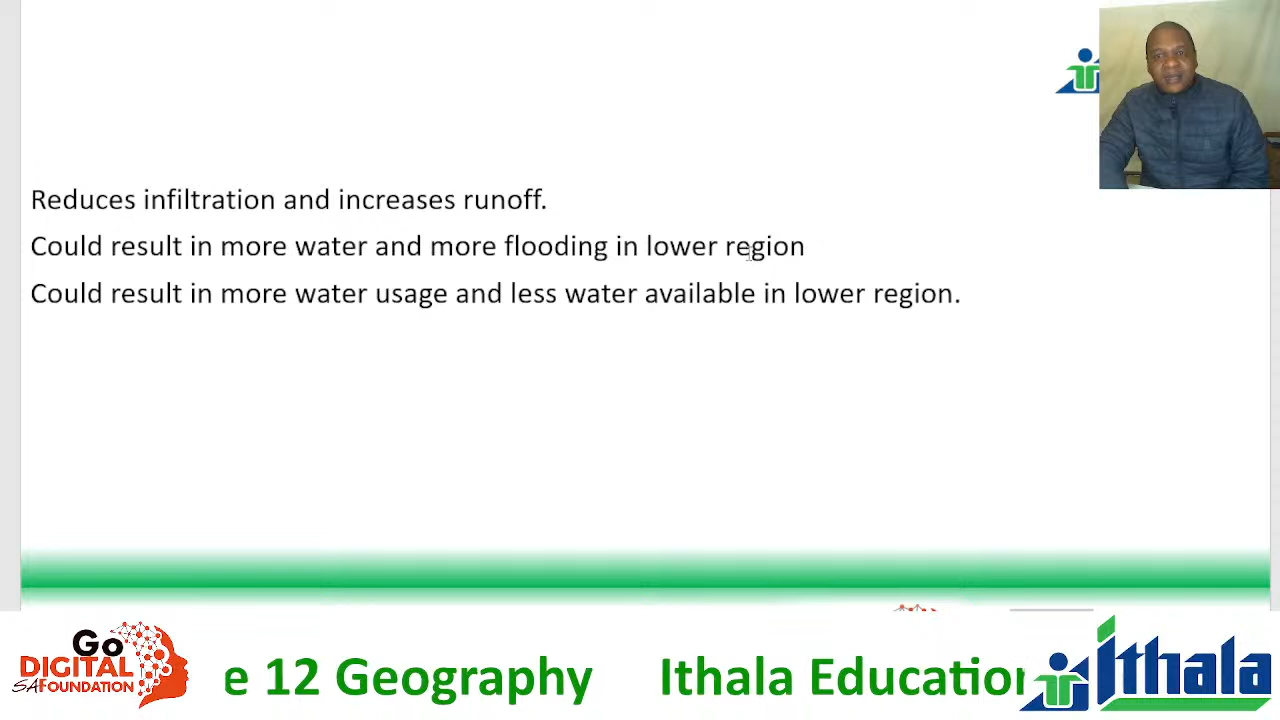 Reduces infiltration and increases runoff.
Could result in more water and more flooding in lower region
Could result in more water usage and less water available in lower region.
Go
DIGITAL
SA FOUNDATION
e 12 Geography Ithala Education
Ithala